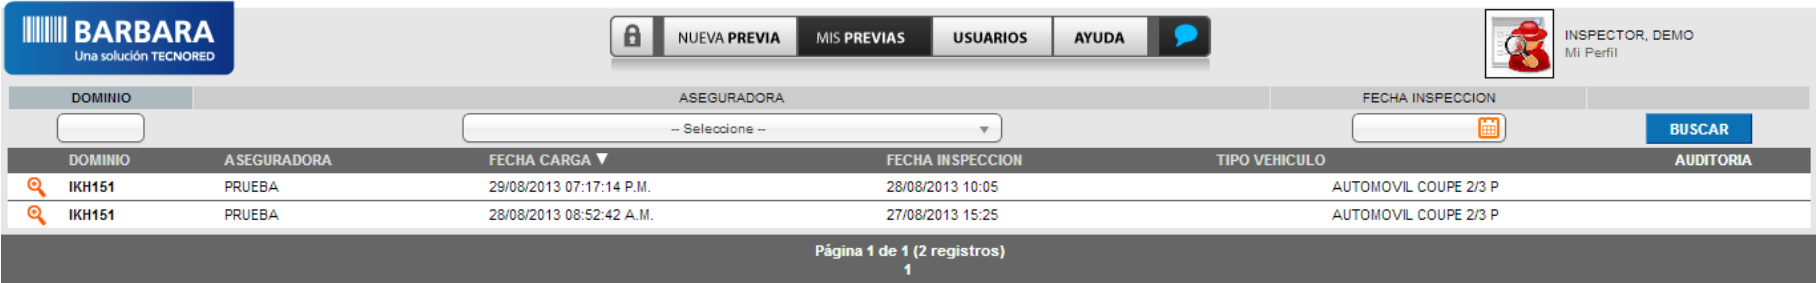 BARBARA
Una solución TECNORED
NUEVA PREVIA MIS PREVIAS USUARIOS AYUDA
INSPECTOR, DEMO
Mi Perfil
DOMINIO ASEGURADORA FECHA INSPECCION
-- Seleccione --
BUSCAR
DOMINIO ASEGURADORA FECHA CARGA ▼ FECHA INSPECCION TIPO VEHICULO AUDITORIA
IKH151 PRUEBA 29/08/2013 07:17:14 P.M. 28/08/2013 10:05 AUTOMOVIL COUPE 2/3 P
IKH151 PRUEBA 28/08/2013 08:52:42 A.M. 27/08/2013 15:25 AUTOMOVIL COUPE 2/3 P
Página 1 de 1 (2 registros)
1